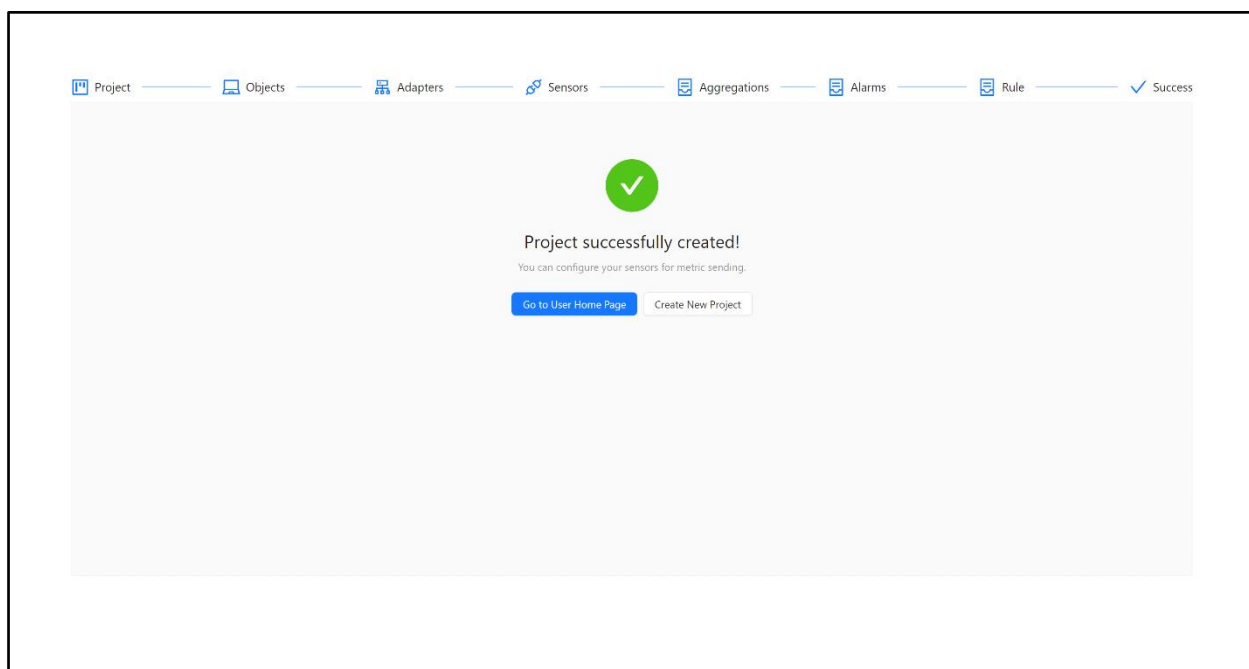 Project Objects Adapters Sensors Aggregations Alarms Rule Success
Project successfully created!
You can configure your sensors for metric sending.
Go to User Home Page Create New Project